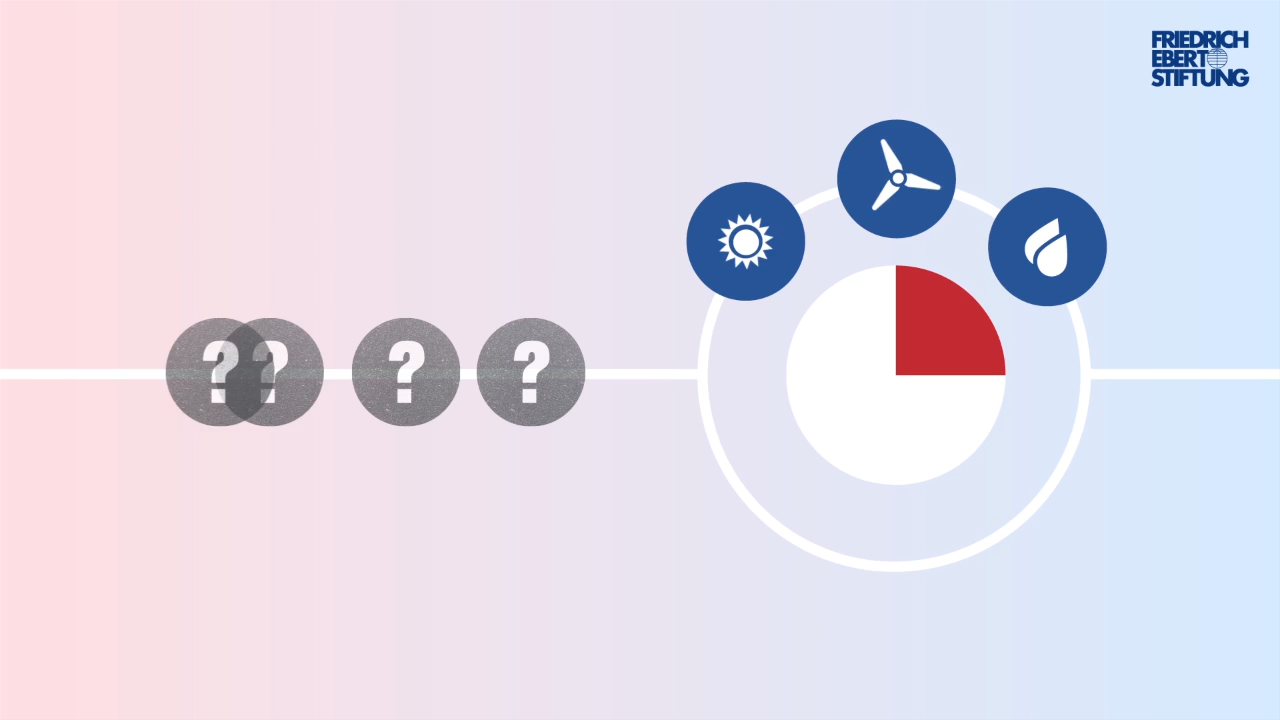 FRIEDRICH
EBERT
STIFTUNG
? ? ? ?